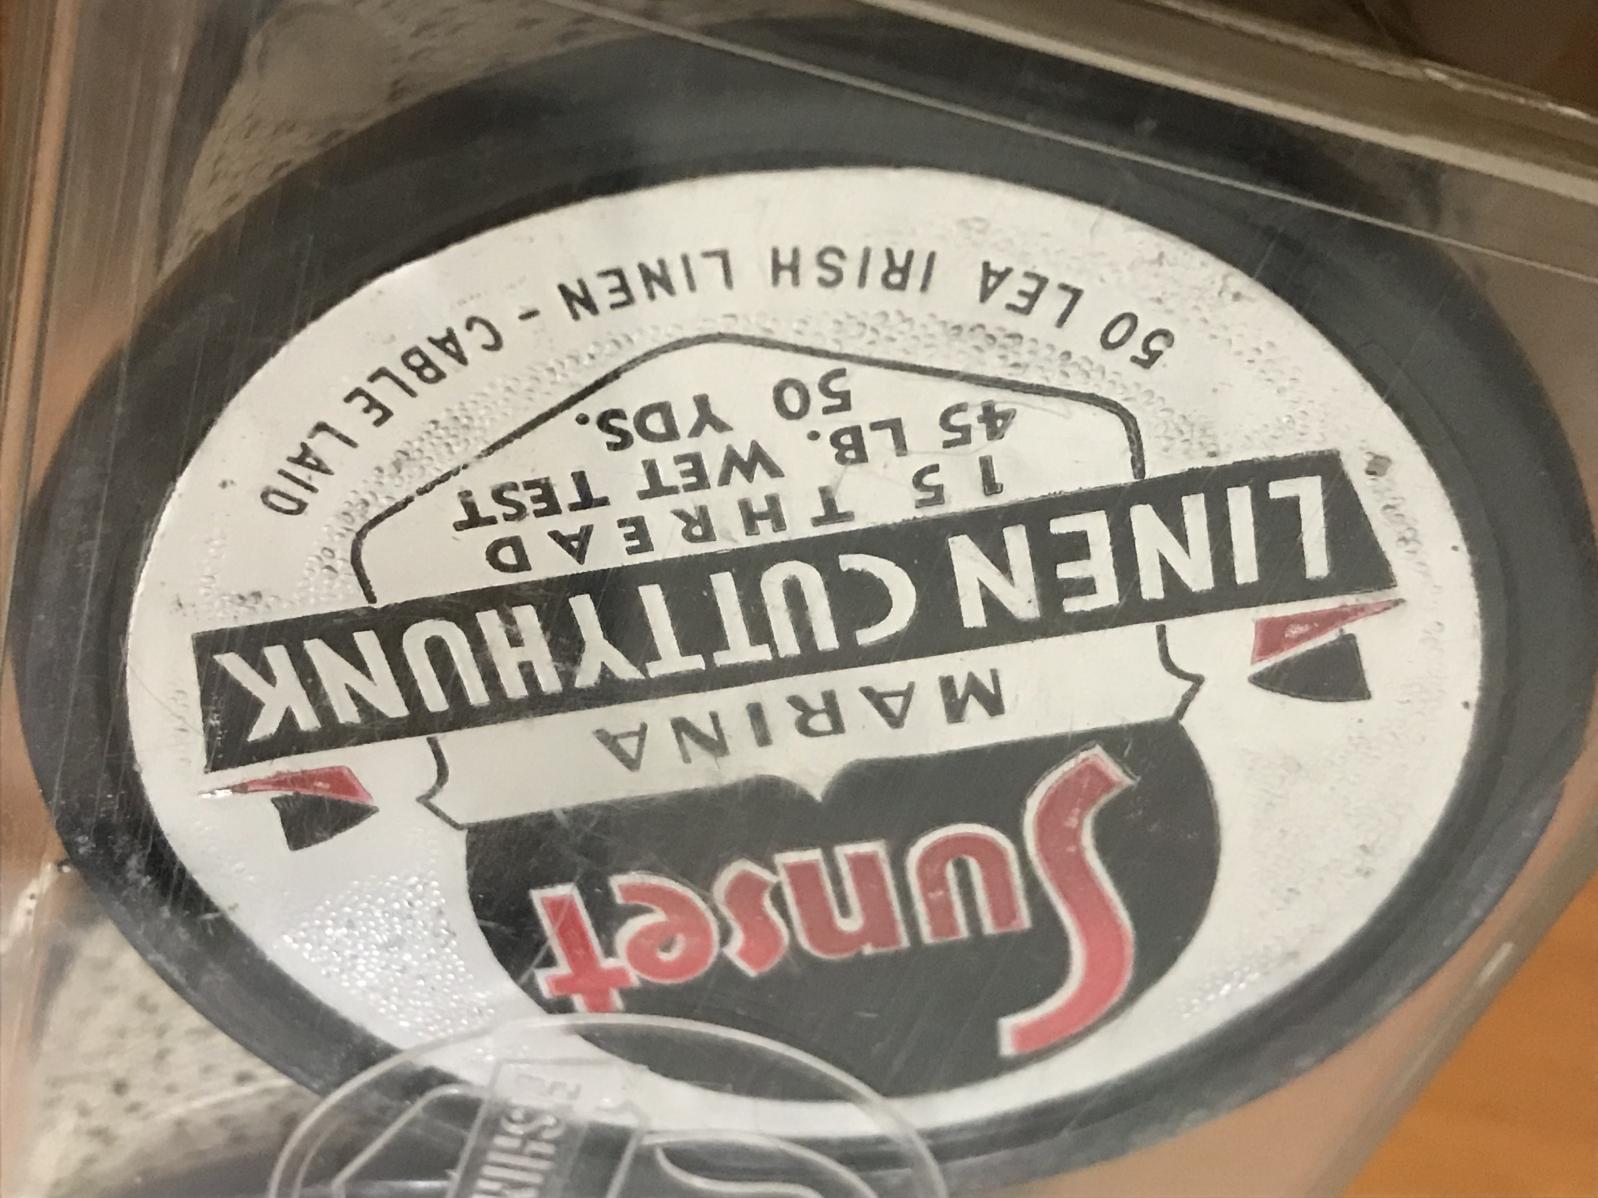 Sunset
MARINA
LINEN CUTTYHUNK
15 THREAD
45 LB. WET TEST
50 YDS.
50 LEA IRISH LINEN - CABLE LAID